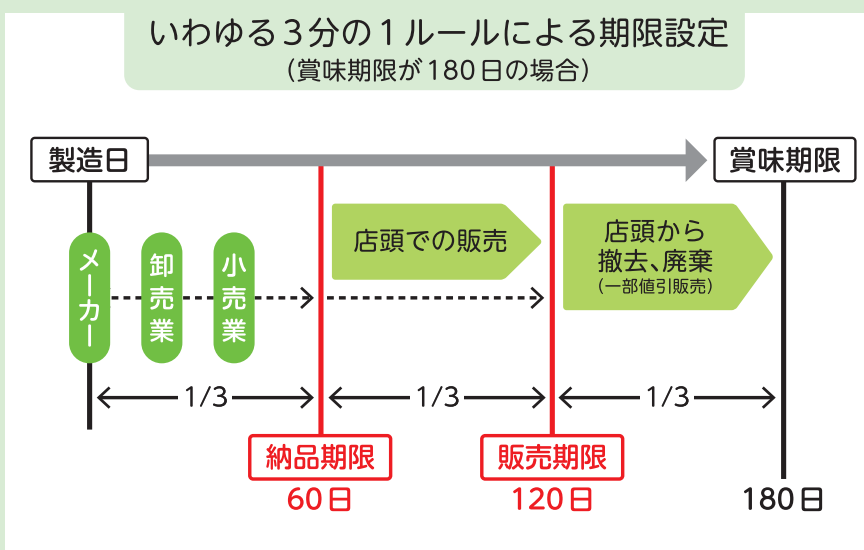 いわゆる３分の１ルールによる期限設定
（賞味期限が180日の場合）
製造日
賞味期限
メーカー
卸売業
小売業
店頭での販売
店頭から
撤去、廃棄
（一部値引販売）
1/3
1/3
1/3
納品期限
販売期限
60日
120日
180日